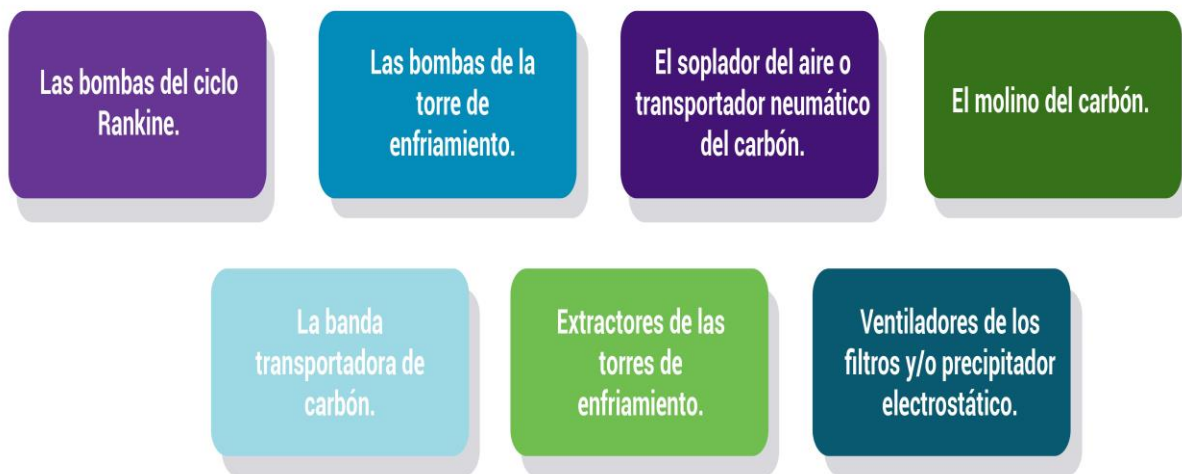 Las bombas del ciclo
Rankine.
Las bombas de la
torre de
enfriamiento.
El soplador del aire o
transportador neumático
del carbón.
El molino del carbón.
La banda
transportadora de
carbón.
Extractores de las
torres de
enfriamiento.
Ventiladores de los
filtros y/o precipitador
electrostático.